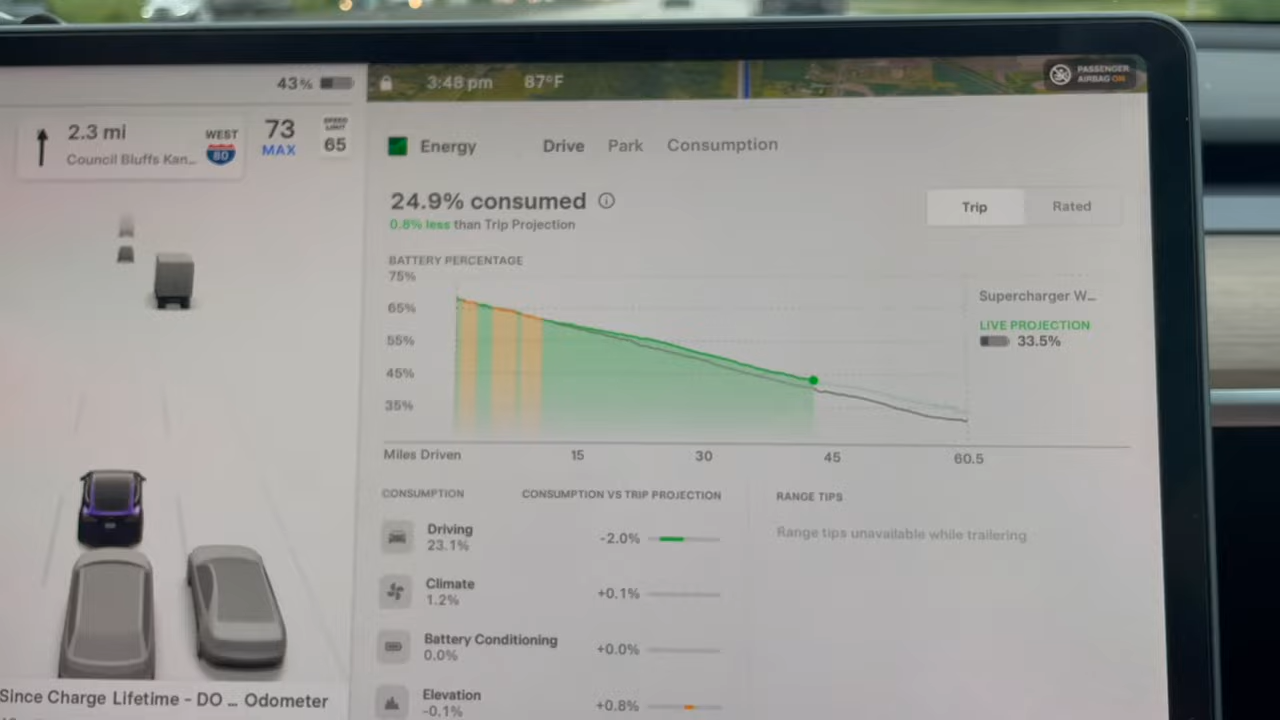 43%
3:48 pm
87°F
PASSENGER
AIRBAG ON
2.3 mi
Council Bluffs Kan...
WEST
80
73
MAX
SPEED
LIMIT
65
Energy
Drive
Park
Consumption
24.9% consumed
0.8% less than Trip Projection
Trip
Rated
BATTERY PERCENTAGE
75%
65%
55%
45%
35%
Supercharger W...
LIVE PROJECTION
33.5%
Miles Driven
15
30
45
60.5
CONSUMPTION
CONSUMPTION VS TRIP PROJECTION
RANGE TIPS
Driving
23.1%
-2.0%
Range tips unavailable while trailering
Climate
1.2%
+0.1%
Battery Conditioning
0.0%
+0.0%
Elevation
-0.1%
+0.8%
Since Charge Lifetime - DO ... Odometer